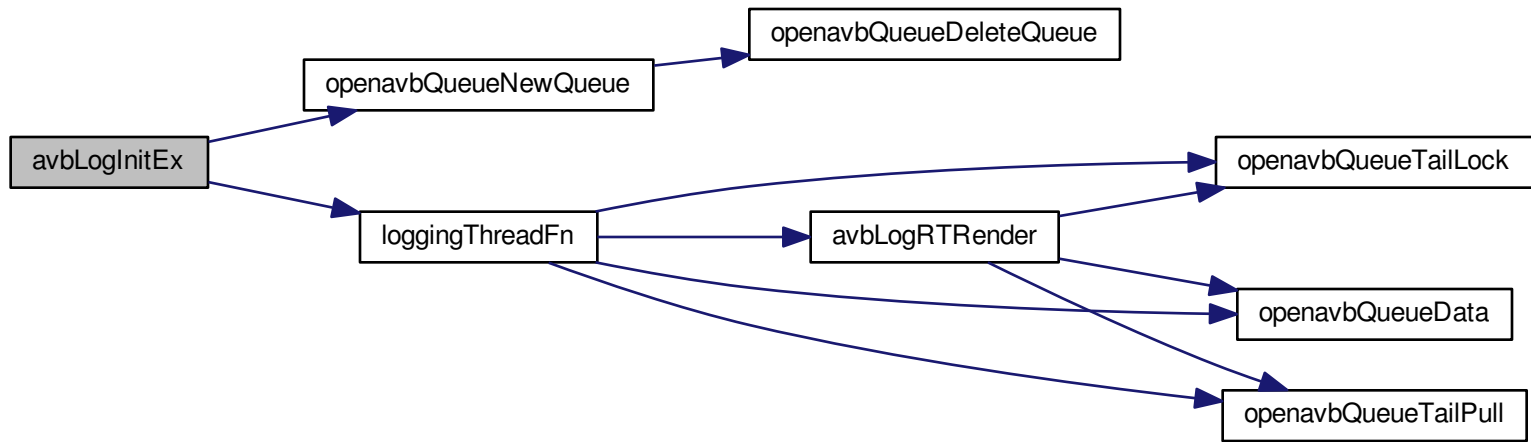 avbLogInitEx
openavbQueueNewQueue
openavbQueueDeleteQueue
loggingThreadFn
avbLogRTRender
openavbQueueTailLock
openavbQueueData
openavbQueueTailPull